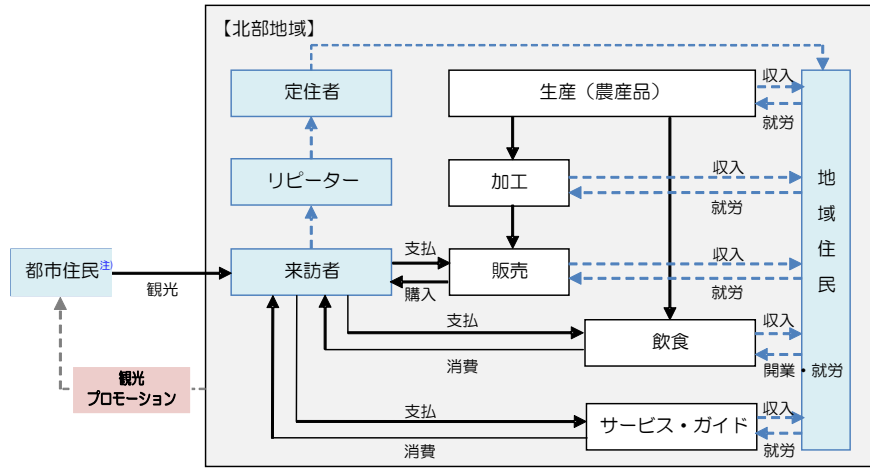 【北部地域】
定住者
生産（農産品）
収入
就労
リピーター
加工
収入
就労
地域住民
都市住民注)
観光
来訪者
支払
購入
販売
収入
就労
支払
消費
飲食
収入
開業・就労
観光
プロモーション
支払
消費
サービス・ガイド
収入
就労